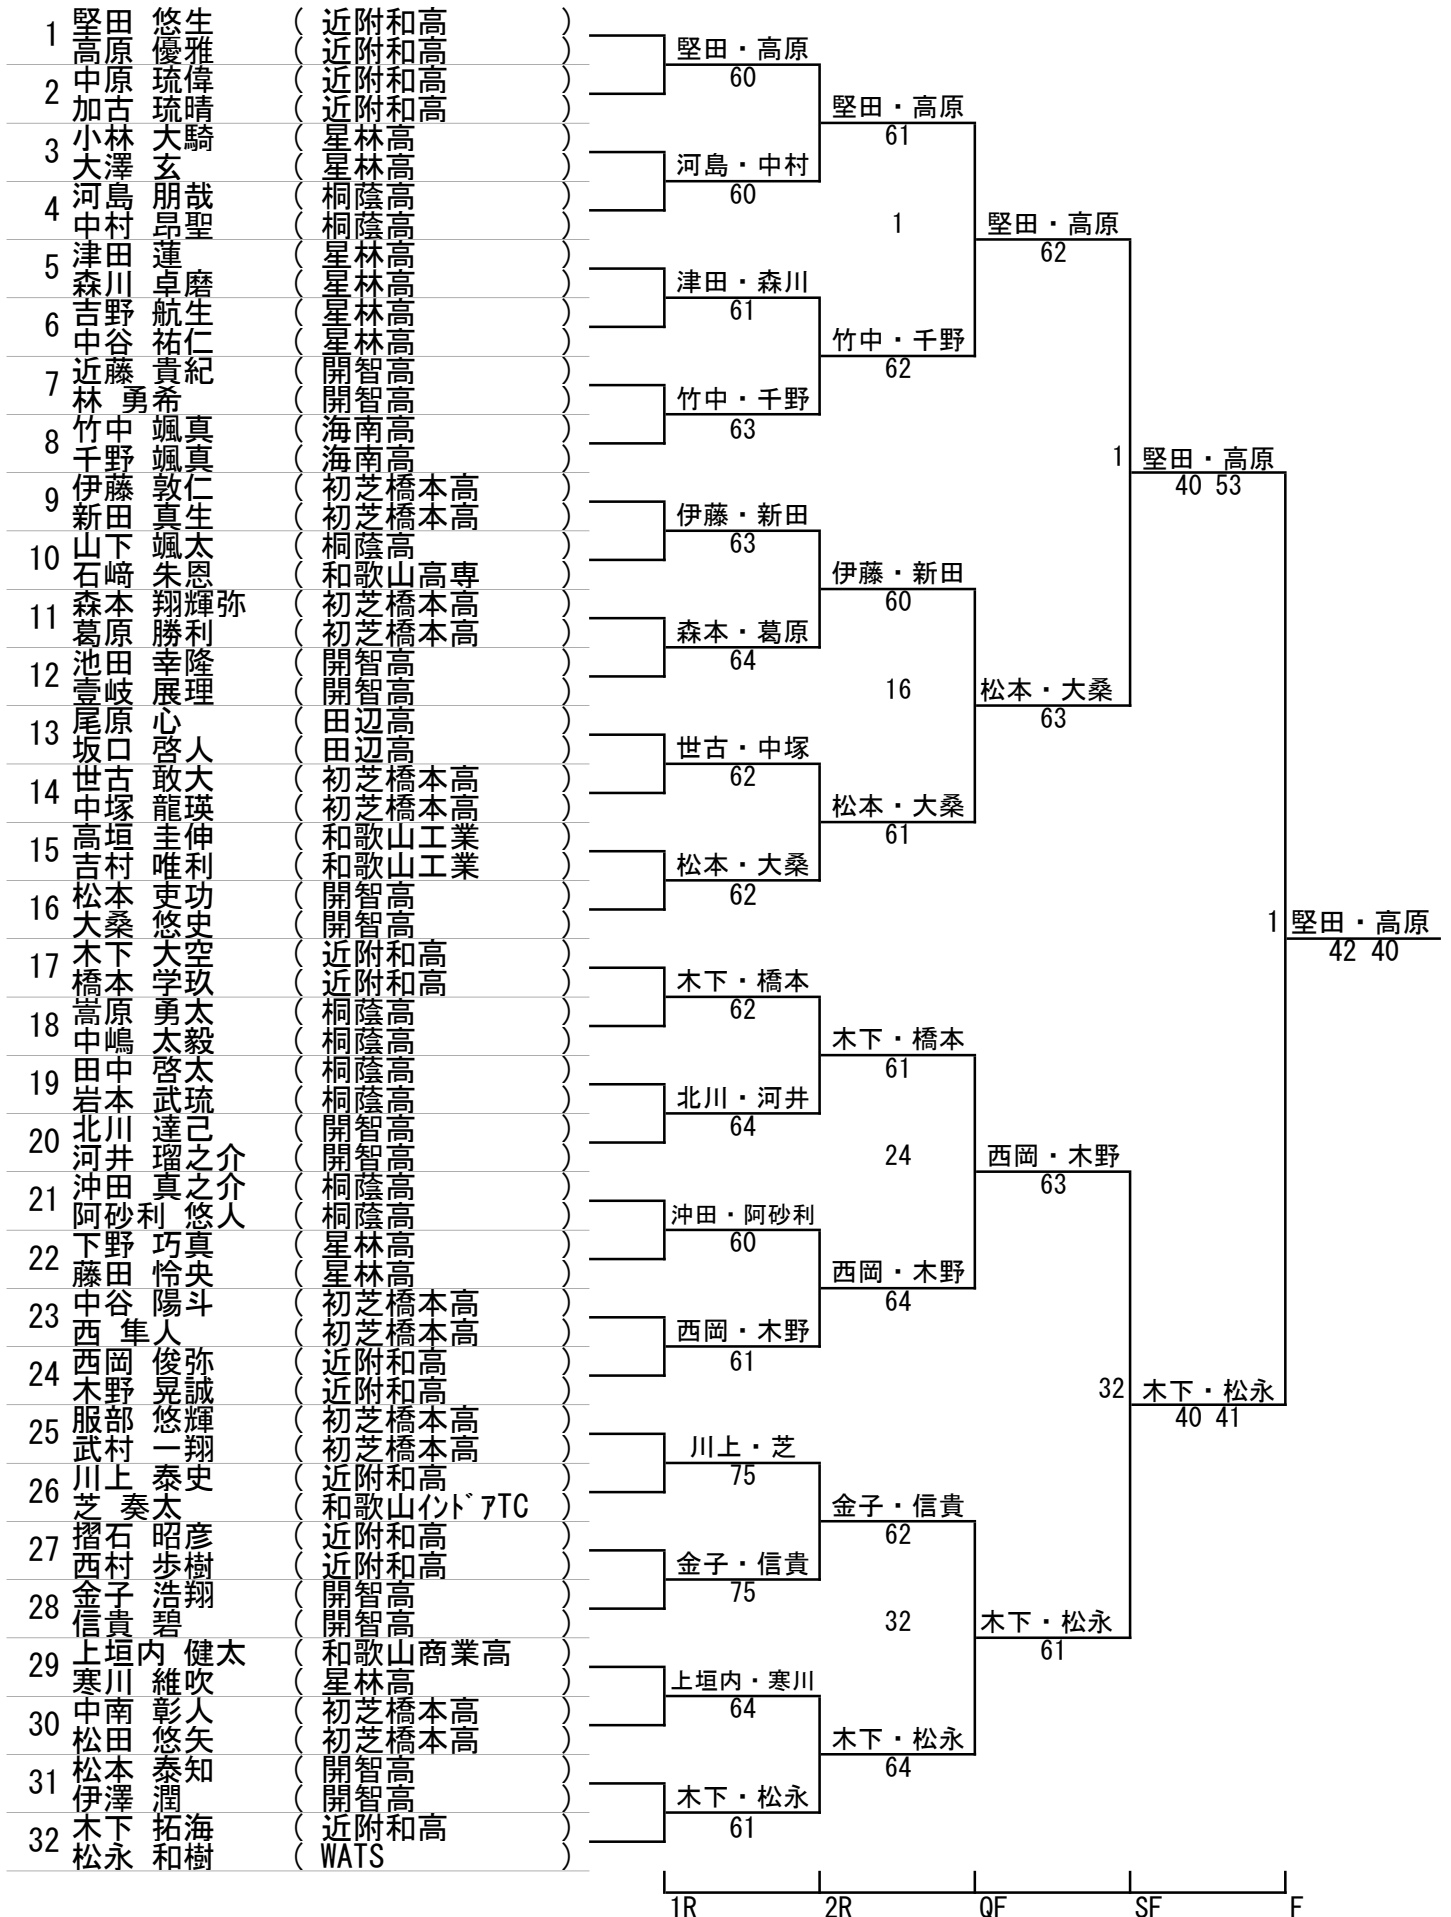 1 堅田 悠生 ( 近附和高 )
高原 優雅 ( 近附和高 )
2 中原 琉偉 ( 近附和高 )
加古 琉晴 ( 近附和高 )
3 小林 大騎 ( 星林高 )
大澤 玄 ( 星林高 )
4 河島 朋哉 ( 桐蔭高 )
中村 昂聖 ( 桐蔭高 )
5 津田 蓮 ( 星林高 )
森川 卓磨 ( 星林高 )
6 吉野 航生 ( 星林高 )
中谷 祐仁 ( 星林高 )
7 近藤 貴紀 ( 開智高 )
林 勇希 ( 開智高 )
8 竹中 颯真 ( 海南高 )
千野 颯真 ( 海南高 )
9 伊藤 敦仁 ( 初芝橋本高 )
新田 真生 ( 初芝橋本高 )
10 山下 颯太 ( 桐蔭高 )
石﨑 朱恩 ( 和歌山高専 )
11 森本 翔輝弥 ( 初芝橋本高 )
葛原 勝利 ( 初芝橋本高 )
12 池田 幸隆 ( 開智高 )
壹岐 展理 ( 開智高 )
13 尾原 心 ( 田辺高 )
坂口 啓人 ( 田辺高 )
14 世古 敢大 ( 初芝橋本高 )
中塚 龍瑛 ( 初芝橋本高 )
15 高垣 圭伸 ( 和歌山工業 )
吉村 唯利 ( 和歌山工業 )
16 松本 吏功 ( 開智高 )
大桑 悠史 ( 開智高 )
17 木下 大空 ( 近附和高 )
橋本 学玖 ( 近附和高 )
18 嵩原 勇太 ( 桐蔭高 )
中嶋 太毅 ( 桐蔭高 )
19 田中 啓太 ( 桐蔭高 )
岩本 武琉 ( 桐蔭高 )
20 北川 達己 ( 開智高 )
河井 瑠之介 ( 開智高 )
21 沖田 真之介 ( 桐蔭高 )
阿砂利 悠人 ( 桐蔭高 )
22 下野 巧真 ( 星林高 )
藤田 怜央 ( 星林高 )
23 中谷 陽斗 ( 初芝橋本高 )
西 隼人 ( 初芝橋本高 )
24 西岡 俊弥 ( 近附和高 )
木野 晃誠 ( 近附和高 )
25 服部 悠輝 ( 初芝橋本高 )
武村 一翔 ( 初芝橋本高 )
26 川上 泰史 ( 近附和高 )
芝 奏太 ( 和歌山ｲﾝﾄﾞｱTC )
27 摺石 昭彦 ( 近附和高 )
西村 歩樹 ( 近附和高 )
28 金子 浩翔 ( 開智高 )
信貴 碧 ( 開智高 )
29 上垣内 健太 ( 和歌山商業高 )
寒川 維吹 ( 星林高 )
30 中南 彰人 ( 初芝橋本高 )
松田 悠矢 ( 初芝橋本高 )
31 松本 泰知 ( 開智高 )
伊澤 潤 ( 開智高 )
32 木下 拓海 ( 近附和高 )
松永 和樹 ( WATS )
堅田・高原
60
河島・中村
60
津田・森川
61
竹中・千野
63
伊藤・新田
63
森本・葛原
64
世古・中塚
62
松本・大桑
62
木下・橋本
62
北川・河井
64
沖田・阿砂利
60
西岡・木野
61
川上・芝
75
金子・信貴
75
上垣内・寒川
64
木下・松永
61
堅田・高原
61
1
竹中・千野
62
伊藤・新田
60
16
松本・大桑
61
木下・橋本
61
24
西岡・木野
64
金子・信貴
62
32
木下・松永
64
堅田・高原
62
松本・大桑
63
西岡・木野
63
木下・松永
61
1 堅田・高原
40 53
32 木下・松永
40 41
1 堅田・高原
42 40
1R 2R QF SF F